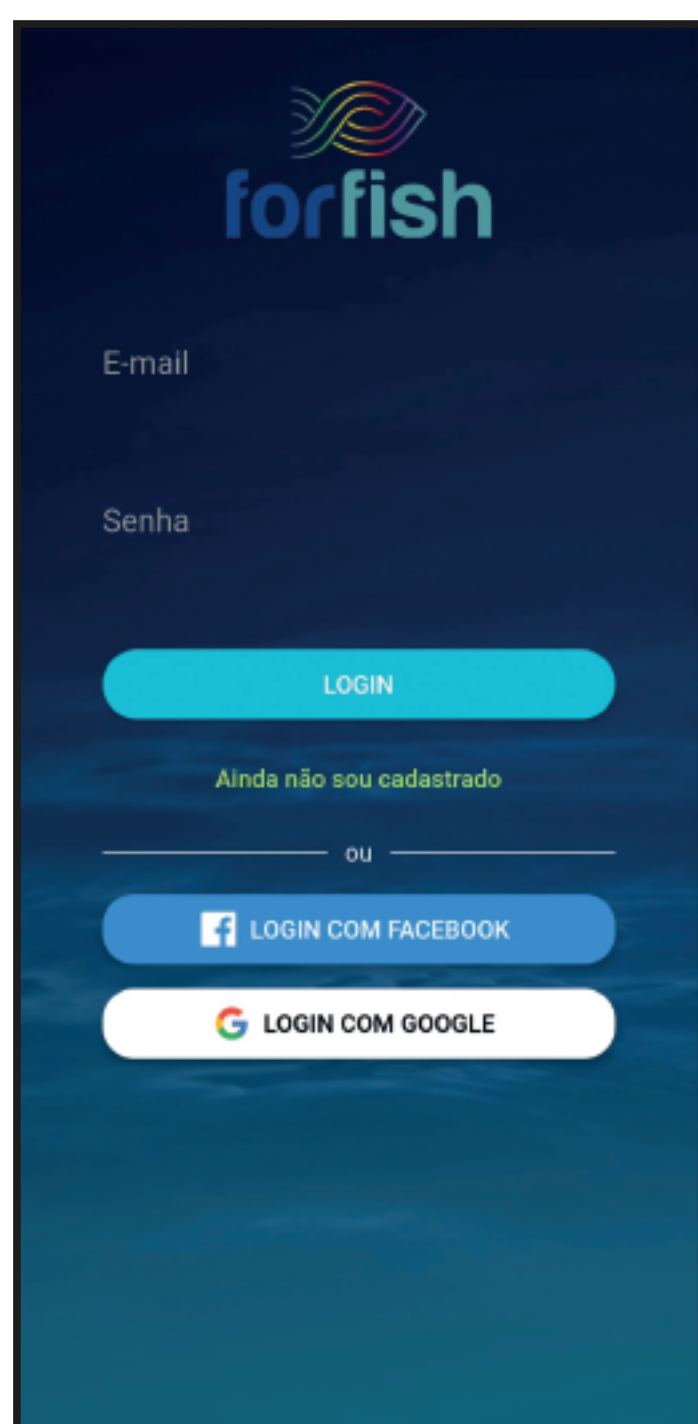 forfish
E-mail
Senha
LOGIN
Ainda não sou cadastrado
ou
LOGIN COM FACEBOOK
LOGIN COM GOOGLE